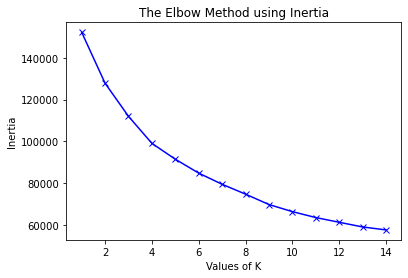 The Elbow Method using Inertia
140000
120000
100000
80000
60000
Inertia
2 4 6 8 10 12 14
Values of K